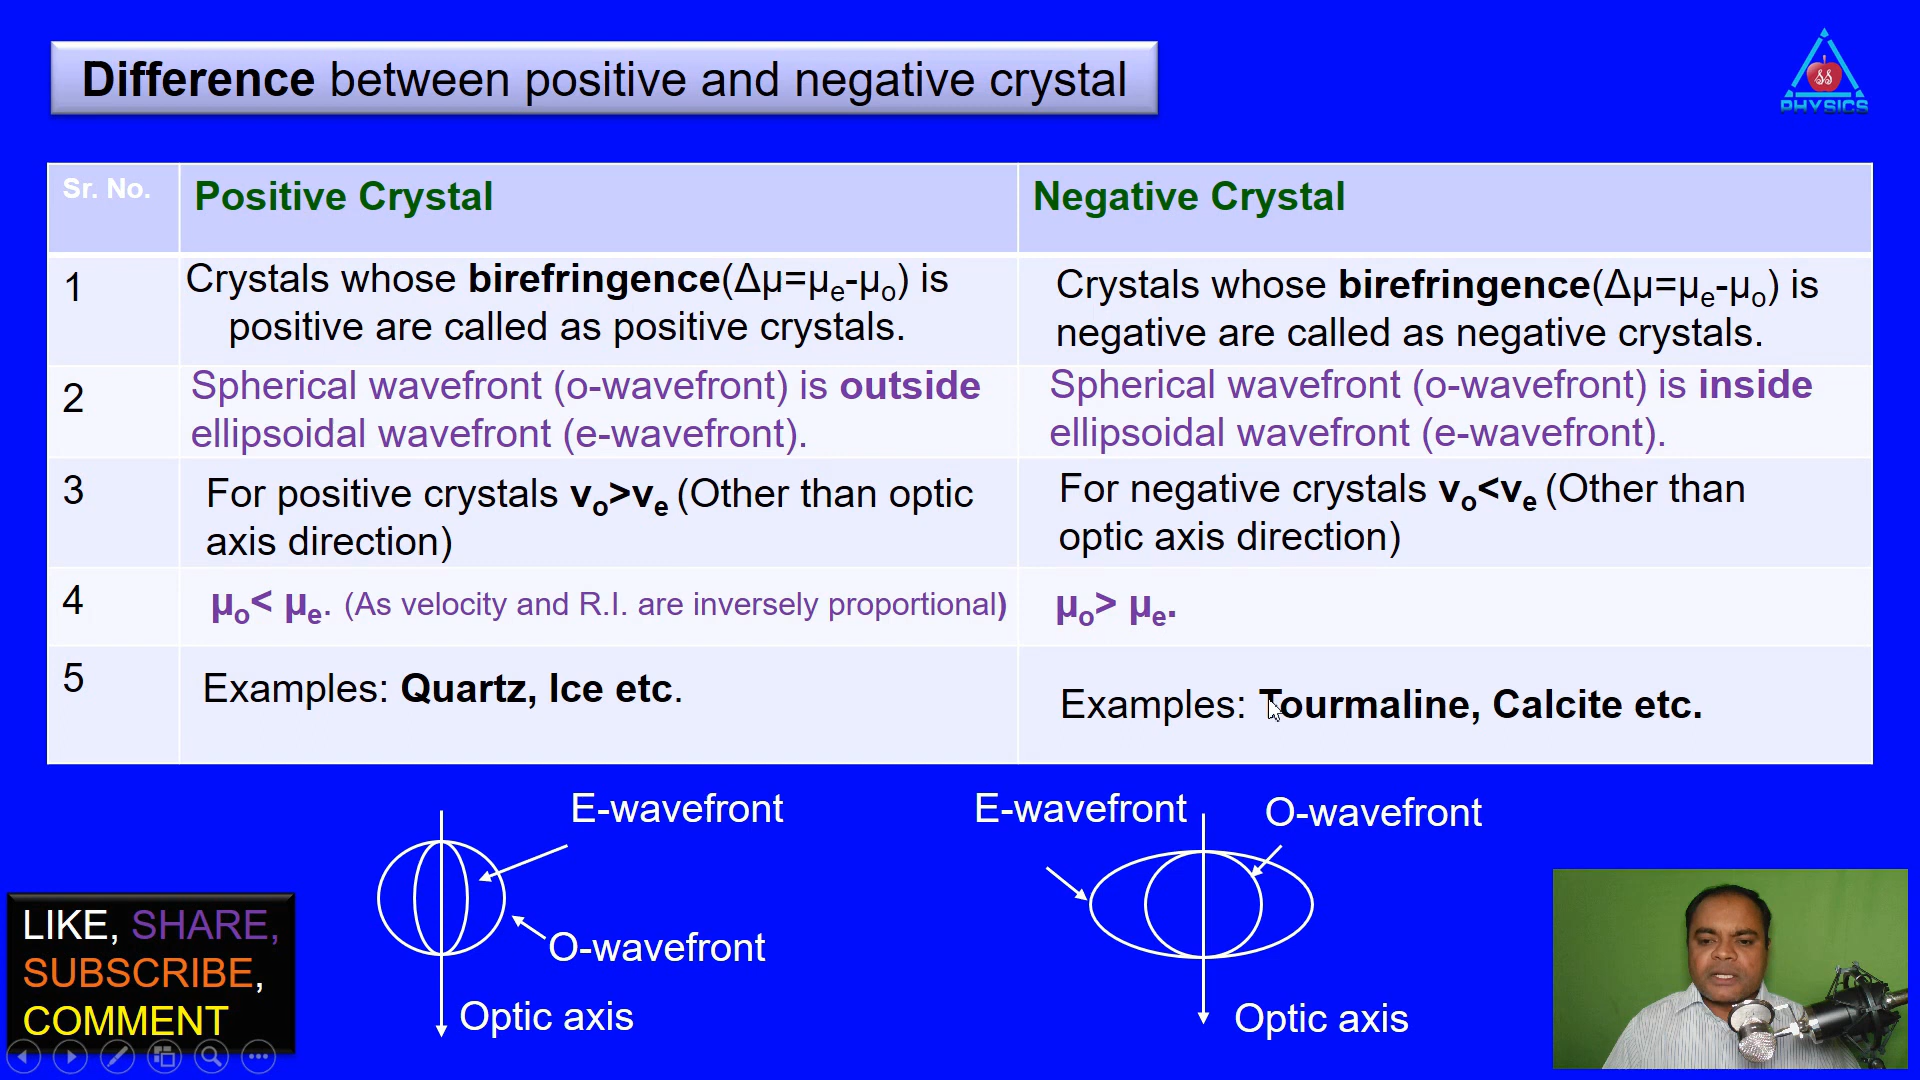 Difference between positive and negative crystal
PHYSICS
Sr. No.
Positive Crystal
Negative Crystal
1
Crystals whose birefringence(Δμ=μₑ-μₒ) is
positive are called as positive crystals.
Crystals whose birefringence(Δμ=μₑ-μₒ) is
negative are called as negative crystals.
2
Spherical wavefront (o-wavefront) is outside
ellipsoidal wavefront (e-wavefront).
Spherical wavefront (o-wavefront) is inside
ellipsoidal wavefront (e-wavefront).
3
For positive crystals vₒ>vₑ (Other than optic
axis direction)
For negative crystals vₒ<vₑ (Other than
optic axis direction)
4
μₒ< μₑ. (As velocity and R.I. are inversely proportional)
μₒ> μₑ.
5
Examples: Quartz, Ice etc.
Examples: Tourmaline, Calcite etc.
E-wavefront
O-wavefront
Optic axis
E-wavefront
O-wavefront
Optic axis
LIKE, SHARE,
SUBSCRIBE,
COMMENT